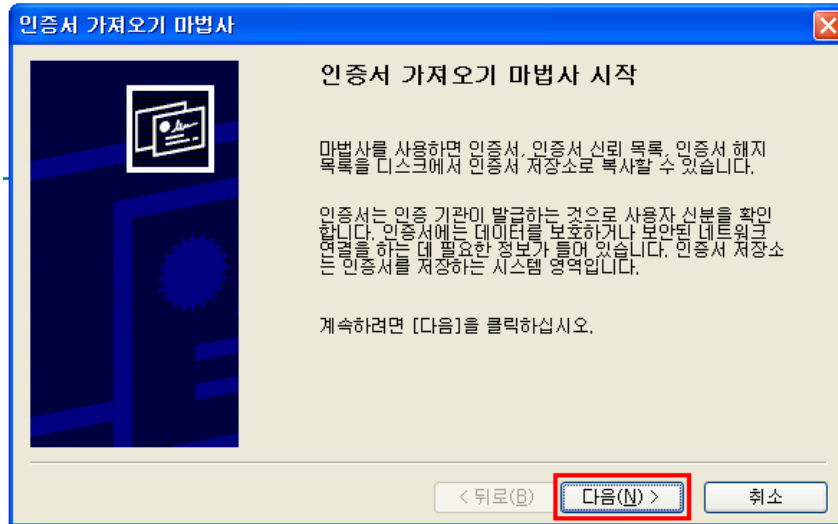 인증서 가져오기 마법사
인증서 가져오기 마법사 시작
마법사를 사용하면 인증서, 인증서 신뢰 목록, 인증서 해지
목록을 디스크에서 인증서 저장소로 복사할 수 있습니다.
인증서는 인증 기관이 발급하는 것으로 사용자 신분을 확인
합니다. 인증서에는 데이터를 보호하거나 보안된 네트워크
연결을 하는 데 필요한 정보가 들어 있습니다. 인증서 저장소
는 인증서를 저장하는 시스템 영역입니다.
계속하려면 [다음]을 클릭하십시오.
< 뒤로(B) 다음(N) > 취소